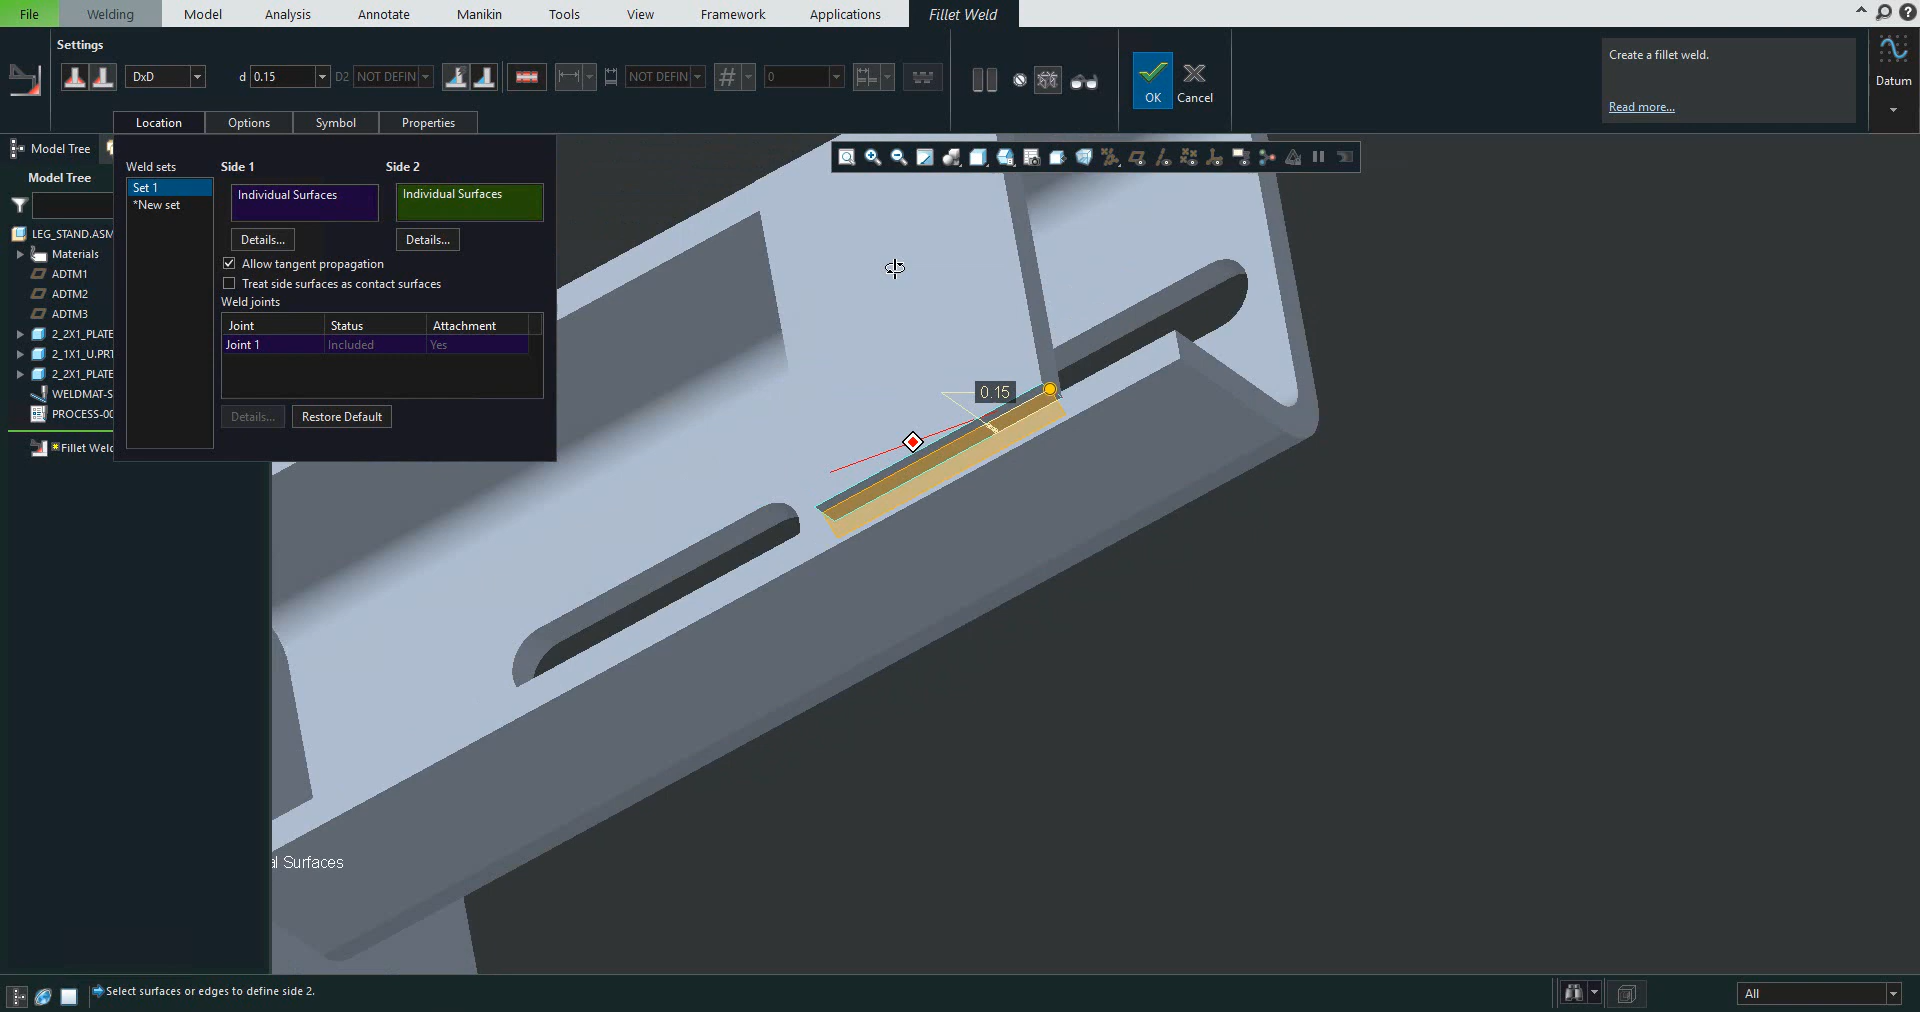 File Welding Model Analysis Annotate Manikin Tools View Framework Applications Fillet Weld
Settings
DxD d 0.15 D2 NOT DEFIN NOT DEFIN 0
OK Cancel
Create a fillet weld.
Read more...
Datum
Location Options Symbol Properties
Model Tree
Model Tree
LEG_STAND.ASM
Materials
ADTM1
ADTM2
ADTM3
2_2X1_PLATE
2_1X1_U.PRT
2_2X1_PLATE
WELDMAT-S
PROCESS-00
Fillet Weld
Weld sets Side 1 Side 2
Set 1
*New set
Individual Surfaces Individual Surfaces
Details... Details...
Allow tangent propagation
Treat side surfaces as contact surfaces
Weld joints
Joint Status Attachment
Joint 1 Included Yes
Details... Restore Default
0.15
al Surfaces
Select surfaces or edges to define side 2.
All